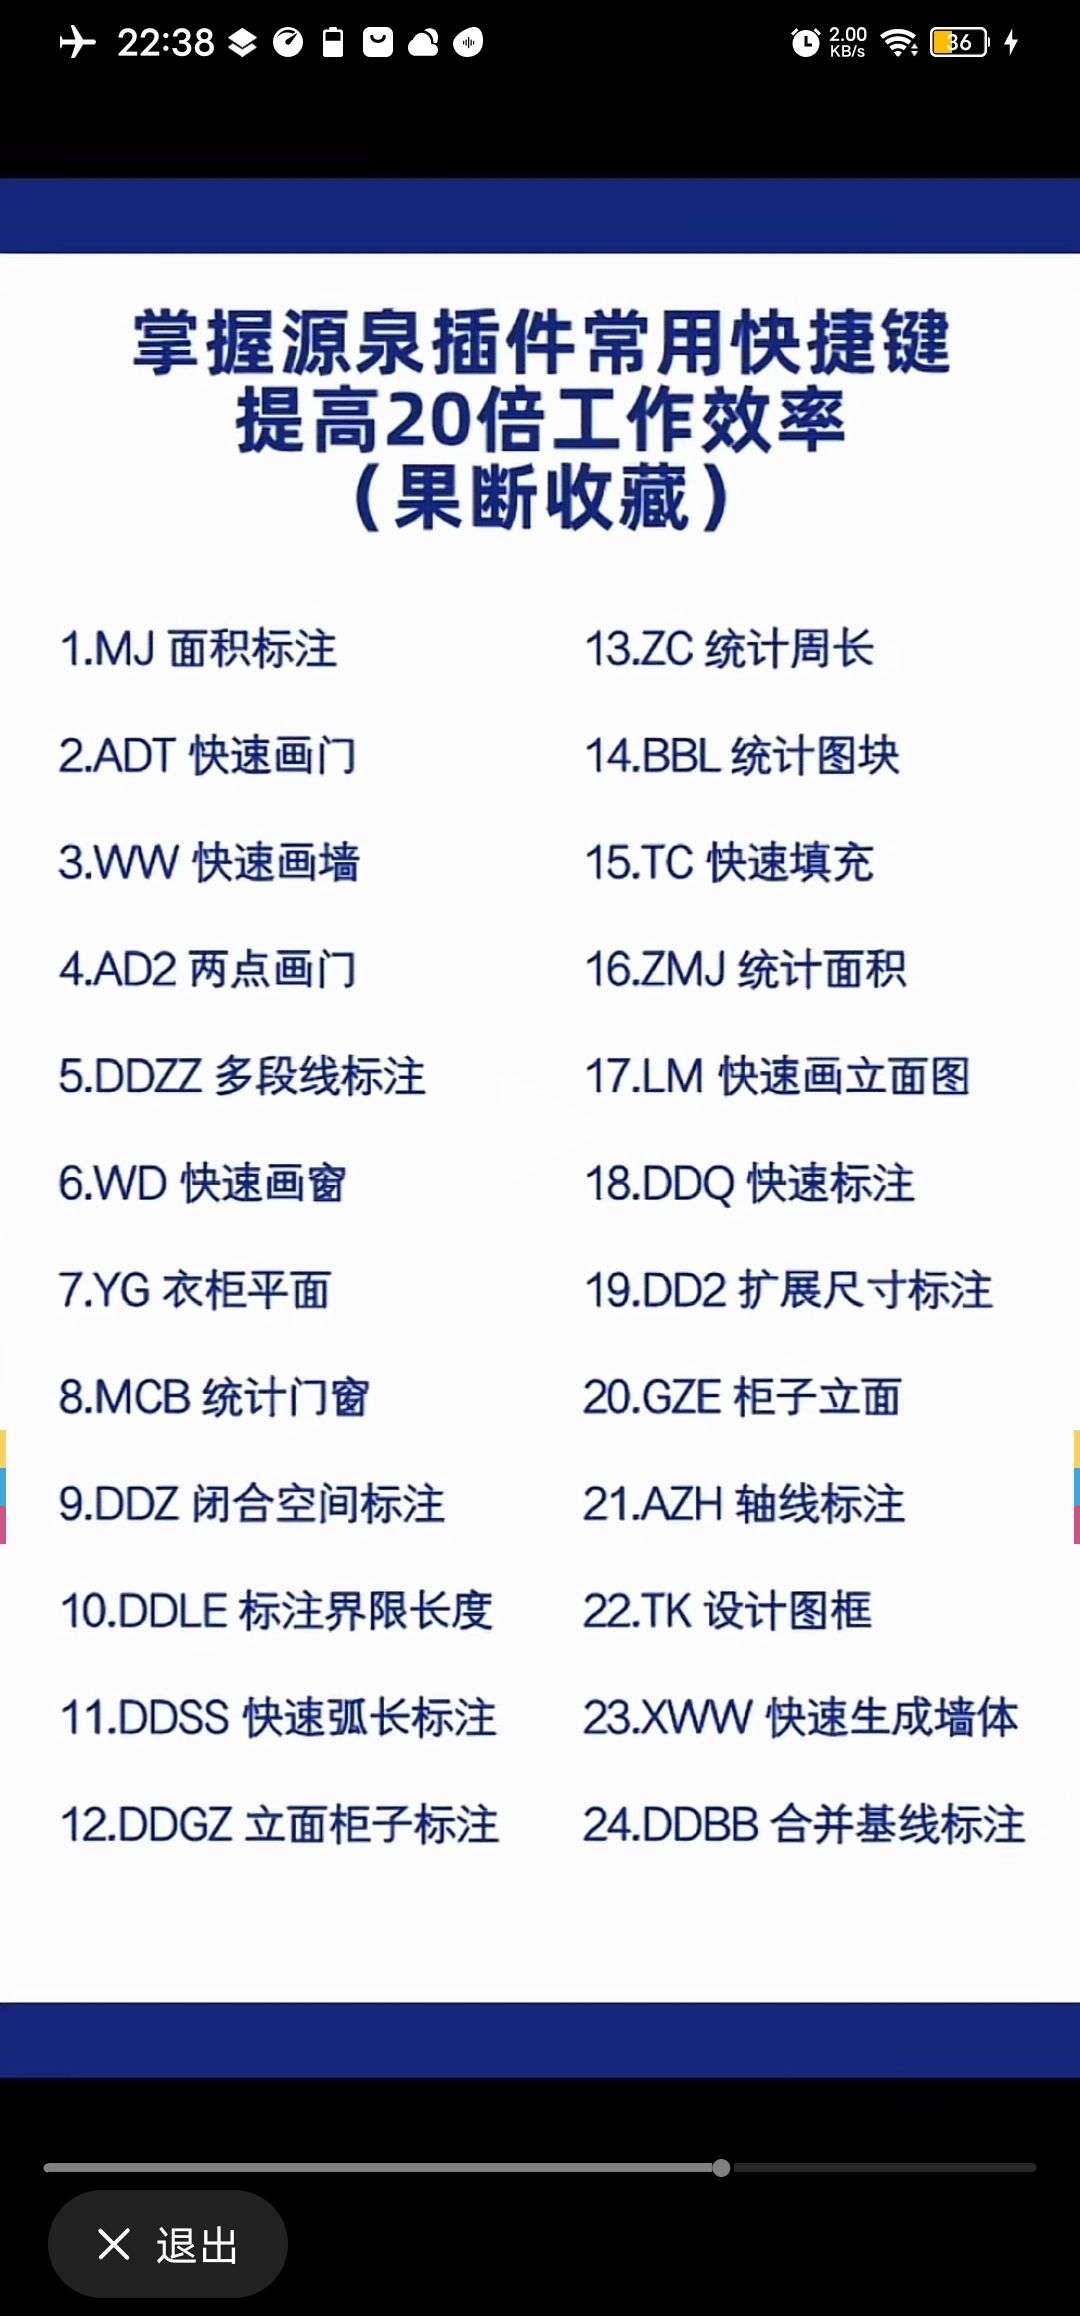 22:38
2.00
KB/s
36
掌握源泉插件常用快捷键
提高20倍工作效率
（果断收藏）
1.MJ 面积标注
2.ADT 快速画门
3.WW 快速画墙
4.AD2 两点画门
5.DDZZ 多段线标注
6.WD 快速画窗
7.YG 衣柜平面
8.MCB 统计门窗
9.DDZ 闭合空间标注
10.DDLE 标注界限长度
11.DDSS 快速弧长标注
12.DDGZ 立面柜子标注
13.ZC 统计周长
14.BBL 统计图块
15.TC 快速填充
16.ZMJ 统计面积
17.LM 快速画立面图
18.DDQ 快速标注
19.DD2 扩展尺寸标注
20.GZE 柜子立面
21.AZH 轴线标注
22.TK 设计图框
23.XWW 快速生成墙体
24.DDBB 合并基线标注
退出